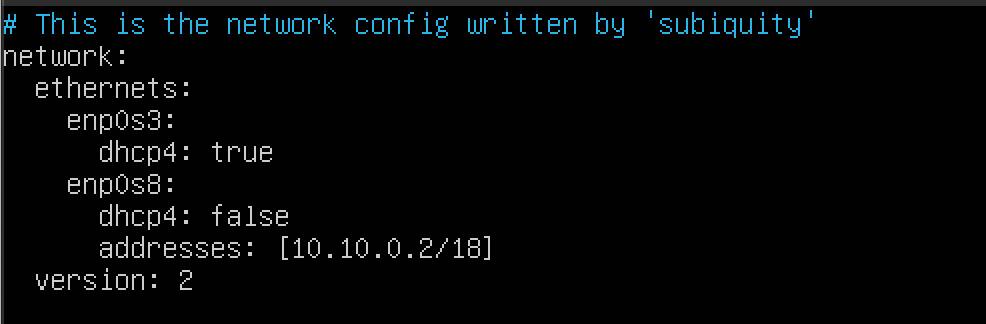 # This is the network config written by 'subiquity'
network:
  ethernets:
    enp0s3:
      dhcp4: true
    enp0s8:
      dhcp4: false
      addresses: [10.10.0.2/18]
  version: 2